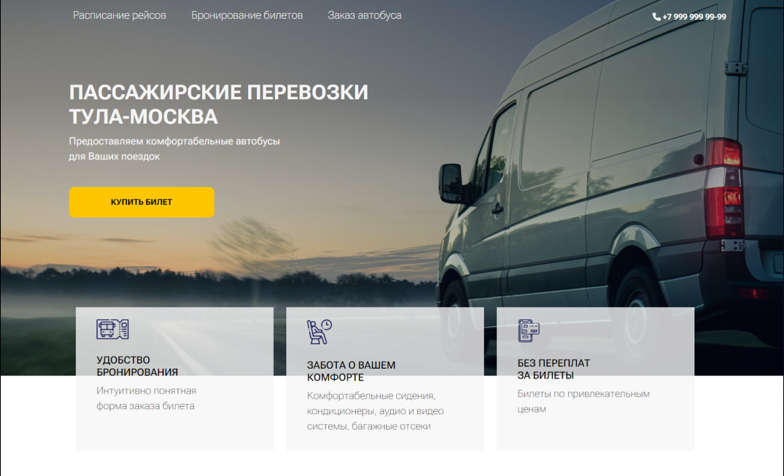 Расписание рейсов
Бронирование билетов
Заказ автобуса
+7 999 999 99-99
ПАССАЖИРСКИЕ ПЕРЕВОЗКИ
ТУЛА-МОСКВА
Предоставляем комфортабельные автобусы
для Ваших поездок
КУПИТЬ БИЛЕТ
УДОБСТВО
БРОНИРОВАНИЯ
Интуитивно понятная
форма заказа билета
ЗАБОТА О ВАШЕМ
КОМФОРТЕ
Комфортабельные сидения,
кондиционеры, аудио и видео
системы, багажные отсеки
БЕЗ ПЕРЕПЛАТ
ЗА БИЛЕТЫ
Билеты по привлекательным
ценам